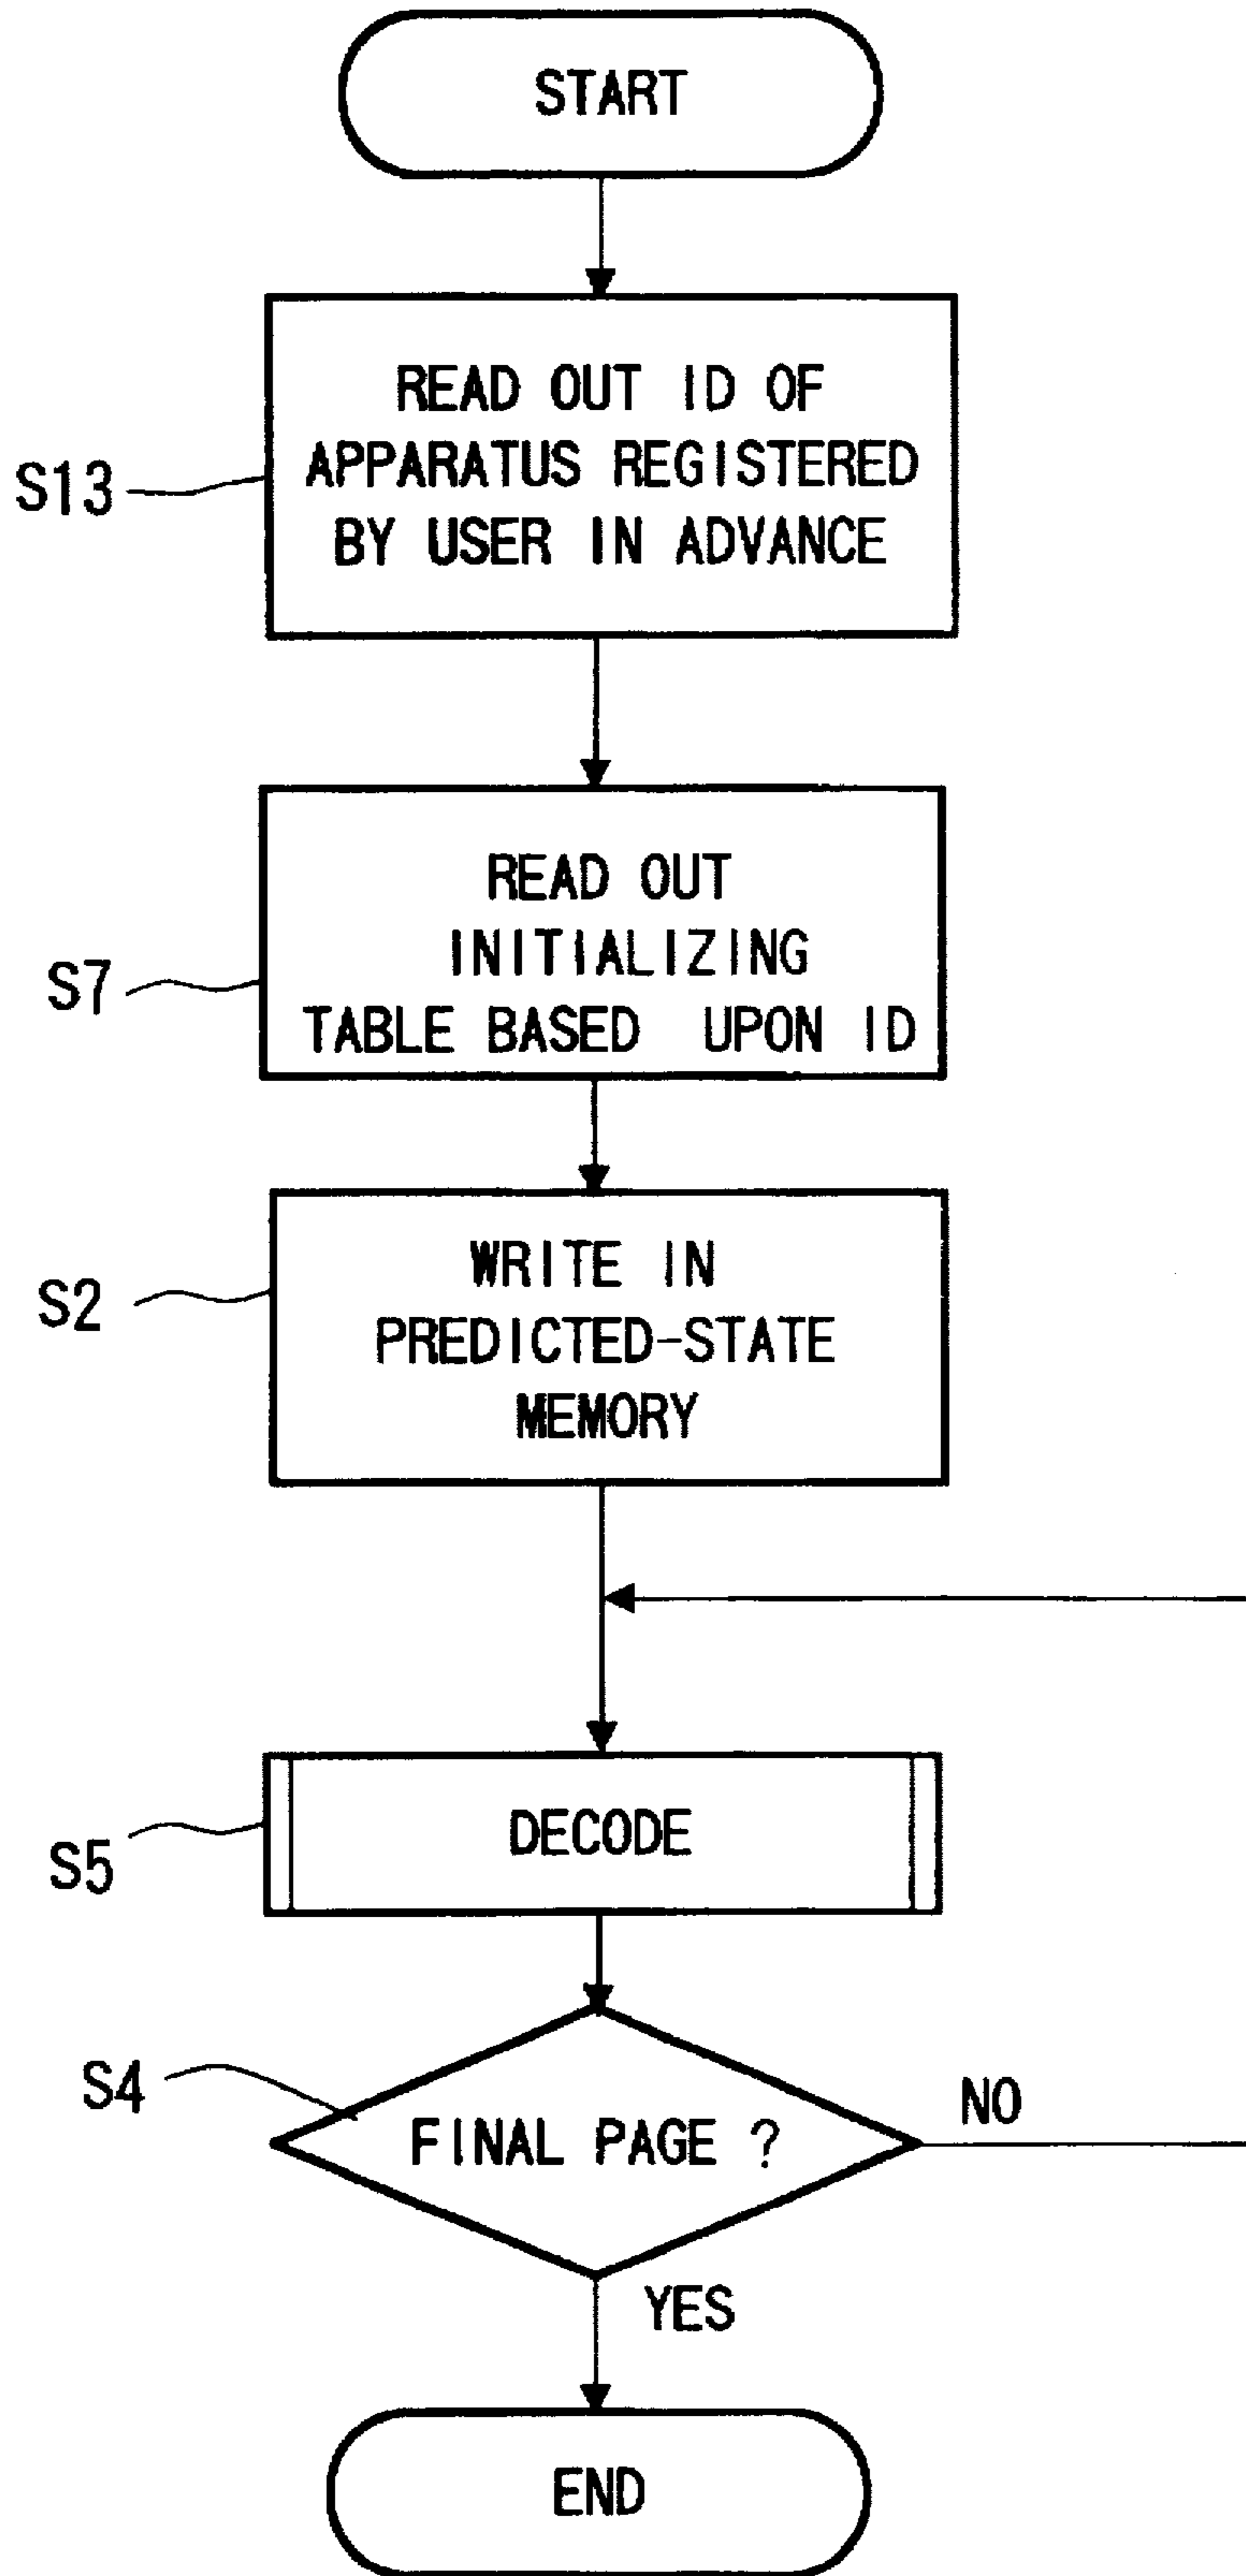 START
S13
READ OUT ID OF
APPARATUS REGISTERED
BY USER IN ADVANCE
S7
READ OUT
INITIALIZING
TABLE BASED UPON ID
S2
WRITE IN
PREDICTED-STATE
MEMORY
S5
DECODE
S4
FINAL PAGE ?
NO
YES
END